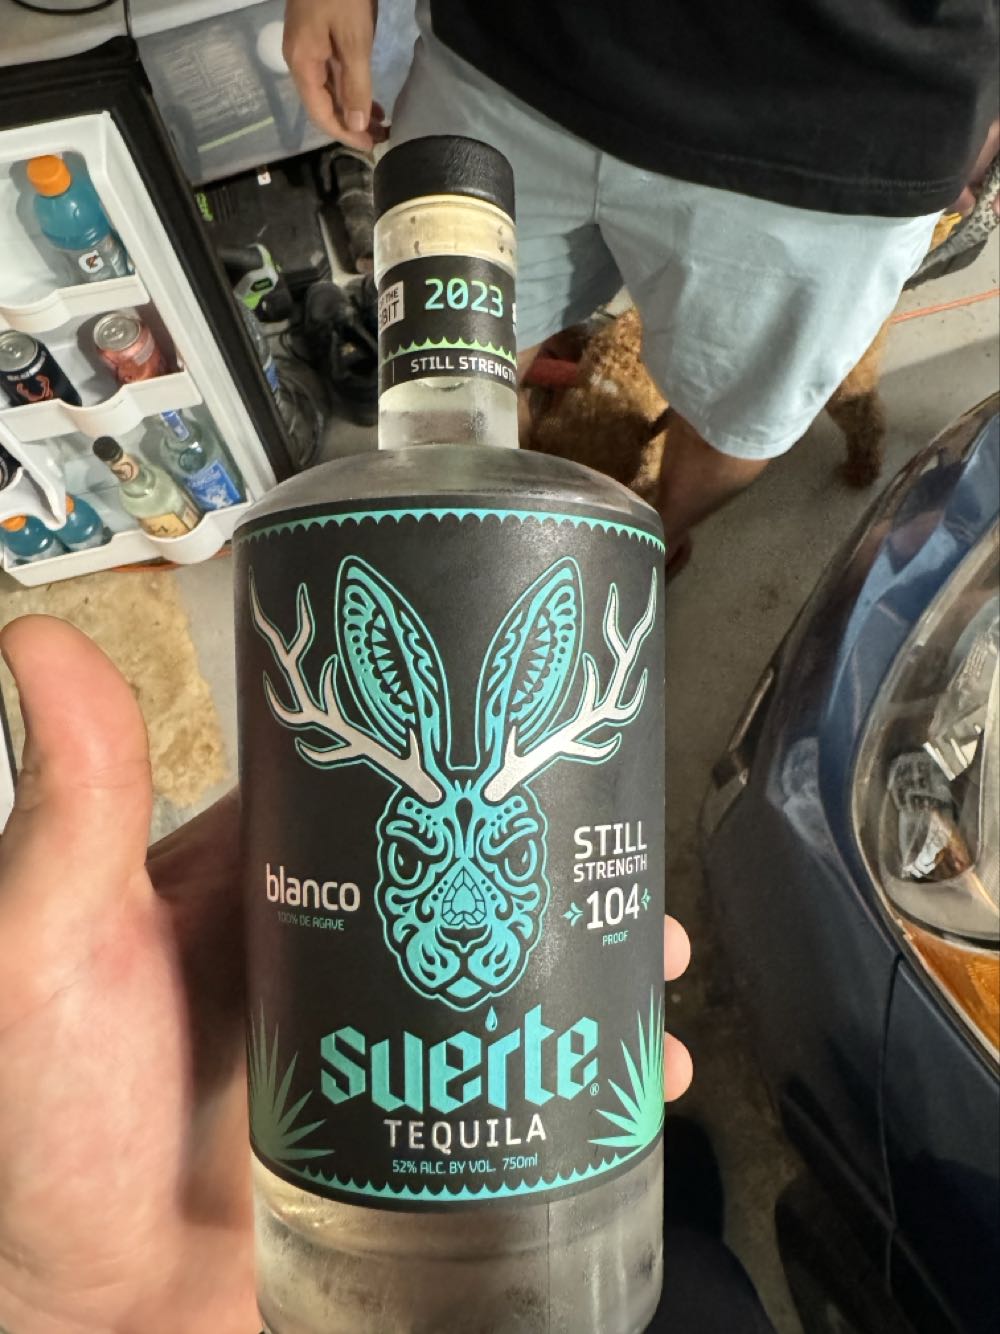 2023
STILL STRENGTH
blanco
100% DE AGAVE
STILL
STRENGTH
104
PROOF
suerte®
TEQUILA
52% ALC. BY VOL. 750ml
G